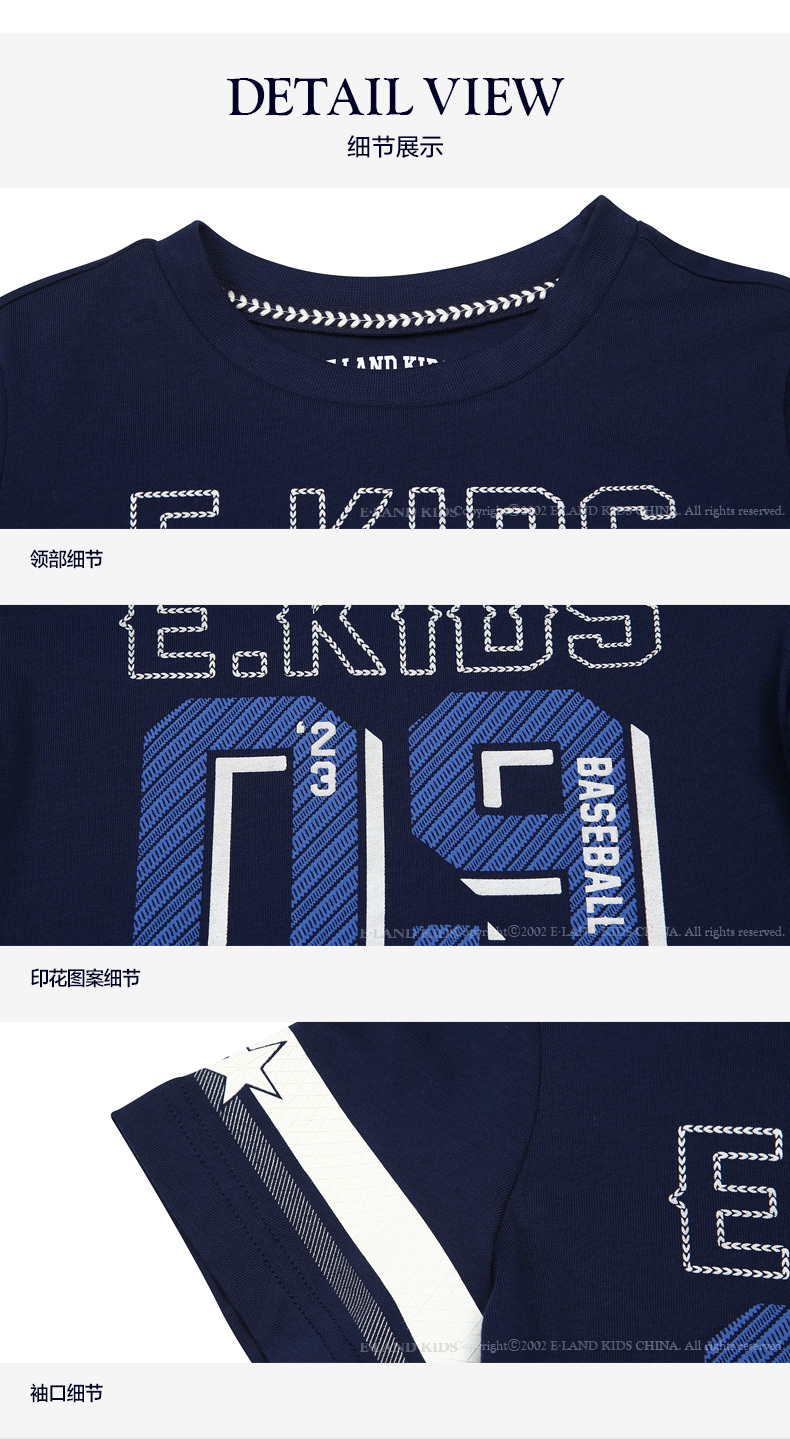 DETAIL VIEW
细节展示
E.KIDS
E·LAND KIDS Copyright©2002 E·LAND KIDS CHINA. All rights reserved.
领部细节
E.KIDS
'23
09
BASEBALL
E·LAND KIDS Copyright©2002 E·LAND KIDS CHINA. All rights reserved.
印花图案细节
E
E·LAND KIDS Copyright©2002 E·LAND KIDS CHINA. All rights reserved.
袖口细节